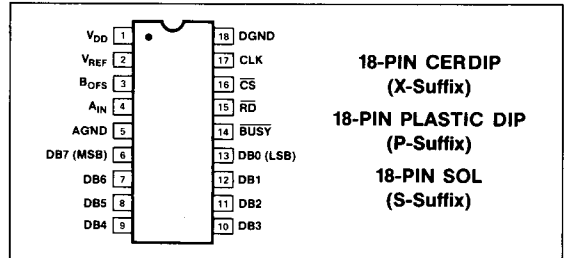 VDD 1 18 DGND
VREF 2 17 CLK
BOFS 3 16 CS
AIN 4 15 RD
AGND 5 14 BUSY
DB7 (MSB) 6 13 DB0 (LSB)
DB6 7 12 DB1
DB5 8 11 DB2
DB4 9 10 DB3
18-PIN CERDIP
(X-Suffix)
18-PIN PLASTIC DIP
(P-Suffix)
18-PIN SOL
(S-Suffix)